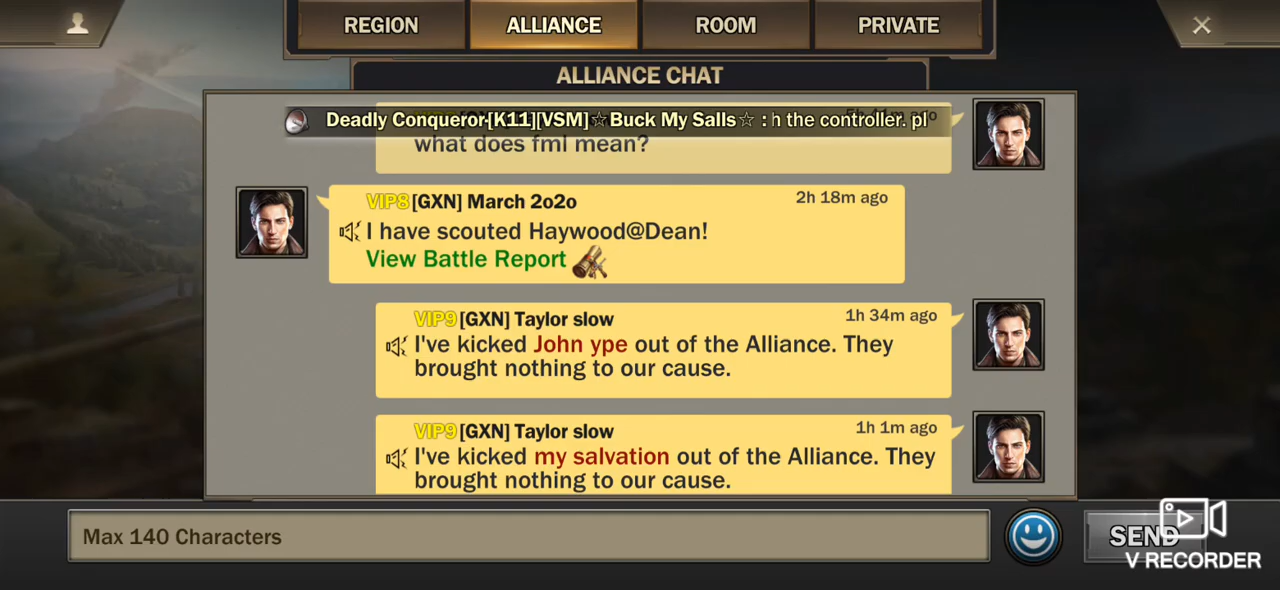 REGION
ALLIANCE
ROOM
PRIVATE
ALLIANCE CHAT
Deadly Conqueror-[K11][VSM]☆Buck My Salls☆ : h the controller. pl
what does fml mean?
VIP8[GXN] March 2o2o
2h 18m ago
I have scouted Haywood@Dean!
View Battle Report
VIP9[GXN] Taylor slow
1h 34m ago
I've kicked John ype out of the Alliance. They
brought nothing to our cause.
VIP9[GXN] Taylor slow
1h 1m ago
I've kicked my salvation out of the Alliance. They
brought nothing to our cause.
Max 140 Characters
SEND
V RECORDER